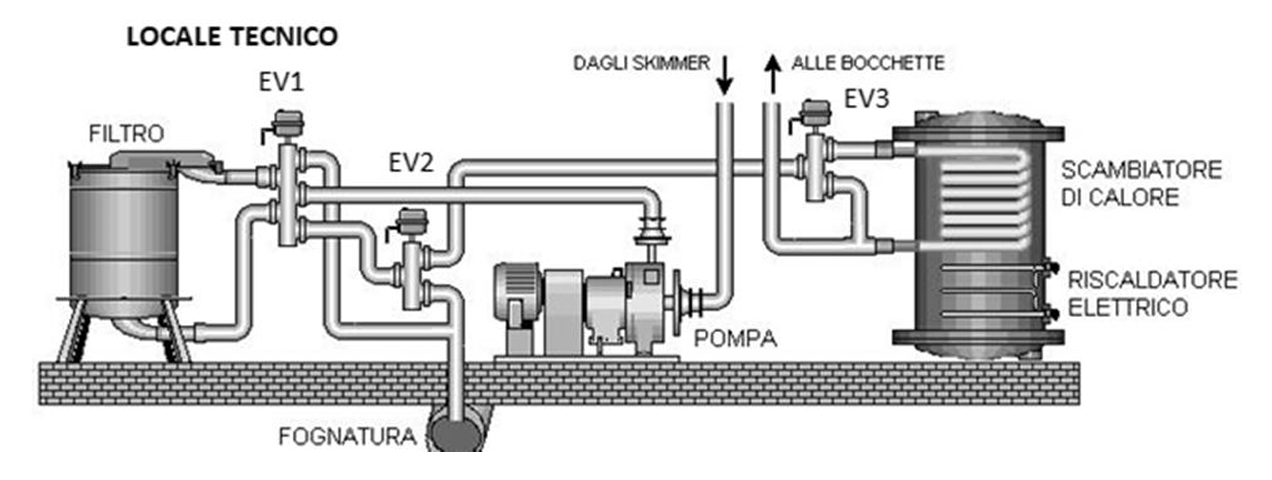 LOCALE TECNICO
DAGLI SKIMMER
ALLE BOCCHETTE
EV1
EV3
FILTRO
EV2
SCAMBIATORE
DI CALORE
RISCALDATORE
ELETTRICO
POMPA
FOGNATURA